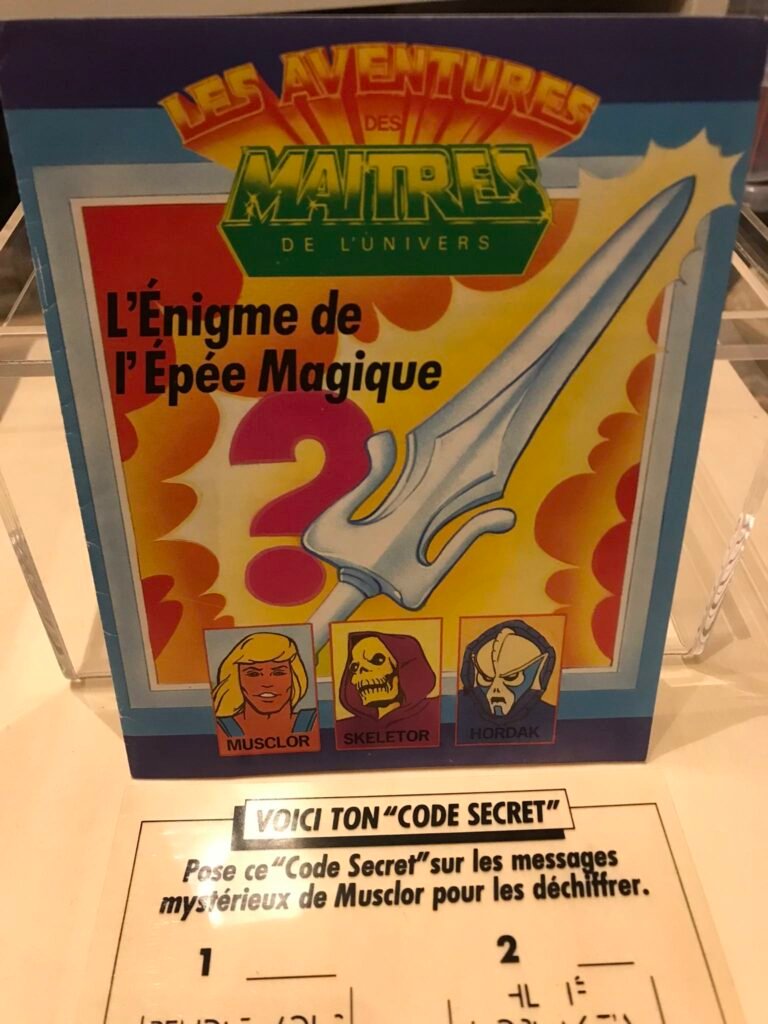 LES AVENTURES
DES
MAITRES
DE L'UNIVERS
L'Énigme de
l'Épée Magique
?
MUSCLOR
SKELETOR
HORDAK
VOICI TON "CODE SECRET"
Pose ce "Code Secret" sur les messages
mystérieux de Musclor pour les déchiffrer.
1
2